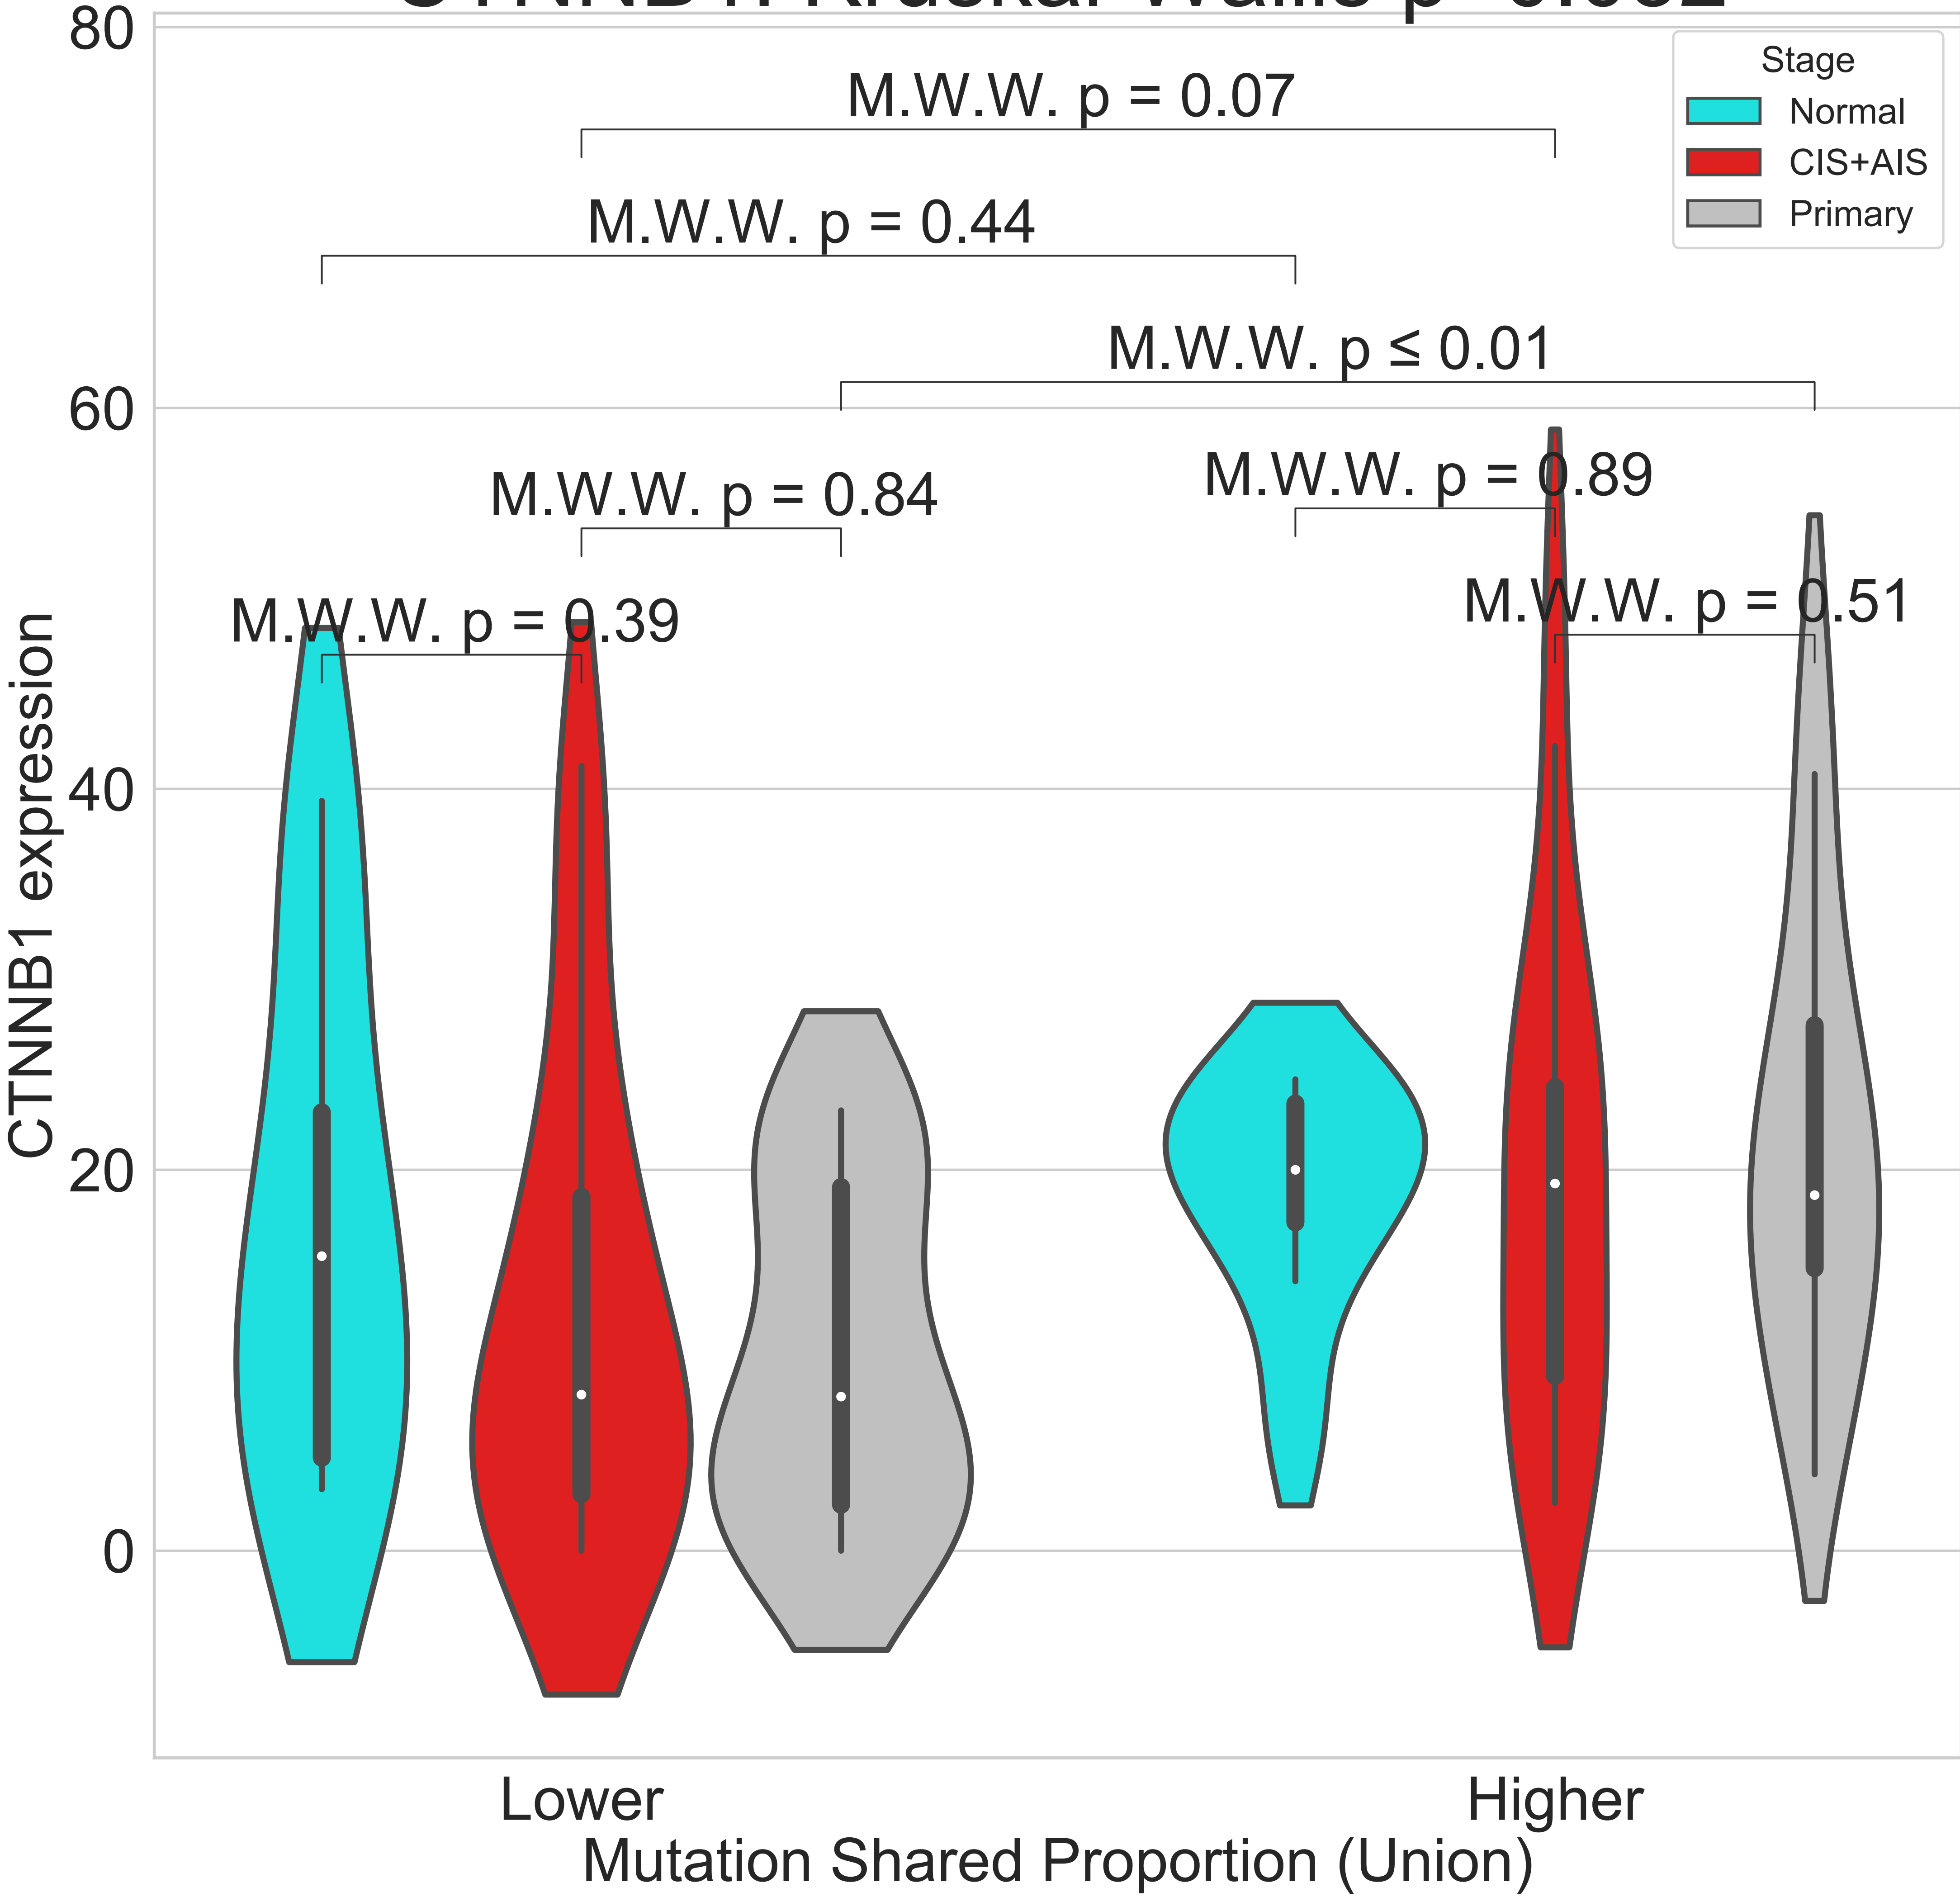 80
Stage
Normal
CIS+AIS
Primary
M.W.W. p = 0.07
M.W.W. p = 0.44
M.W.W. p ≤ 0.01
60
M.W.W. p = 0.89
M.W.W. p = 0.84
M.W.W. p = 0.51
M.W.W. p = 0.39
CTNNB1 expression
40
20
0
Lower
Higher
Mutation Shared Proportion (Union)